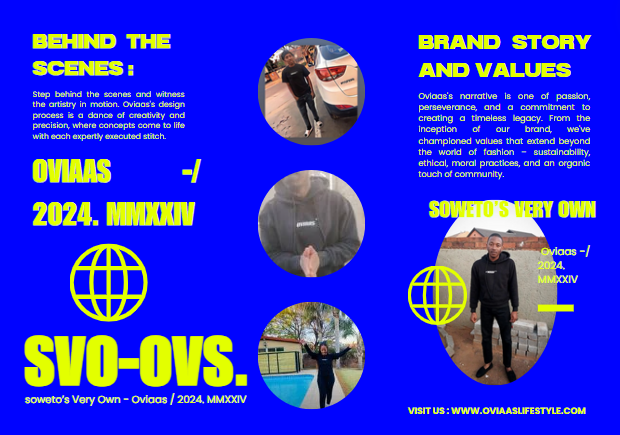 BEHIND THE
SCENES :
Step behind the scenes and witness
the artistry in motion. Oviaas's design
process is a dance of creativity and
precision, where concepts come to life
with each expertly executed stitch.
OVIAAS -/
2024. MMXXIV
SVO-OVS.
soweto's Very Own - Oviaas / 2024. MMXXIV
BRAND STORY
AND VALUES
Oviaas's narrative is one of passion,
perseverance, and a commitment to
creating a timeless legacy. From the
inception of our brand, we've
championed values that extend beyond
the world of fashion – sustainability,
ethical, moral practices, and an organic
touch of community.
SOWETO'S VERY OWN
Oviaas -/
2024.
MMXXIV
VISIT US : WWW.OVIAASLIFESTYLE.COM